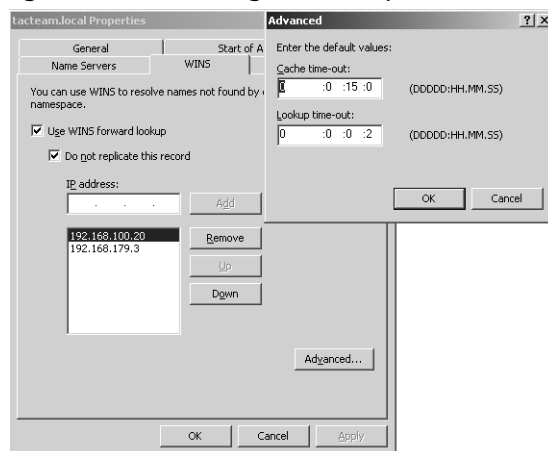 tacteam.local Properties
General
Start of A
Name Servers
WINS
You can use WINS to resolve names not found by
namespace.
Use WINS forward lookup
Do not replicate this record
IP address:
. . .
Add
192.168.100.20
192.168.179.3
Remove
Up
Down
Advanced...
OK
Cancel
Apply
Advanced
Enter the default values:
Cache time-out:
0 :0 :15 :0
(DDDDD:HH.MM.SS)
Lookup time-out:
0 :0 :0 :2
(DDDDD:HH.MM.SS)
OK
Cancel